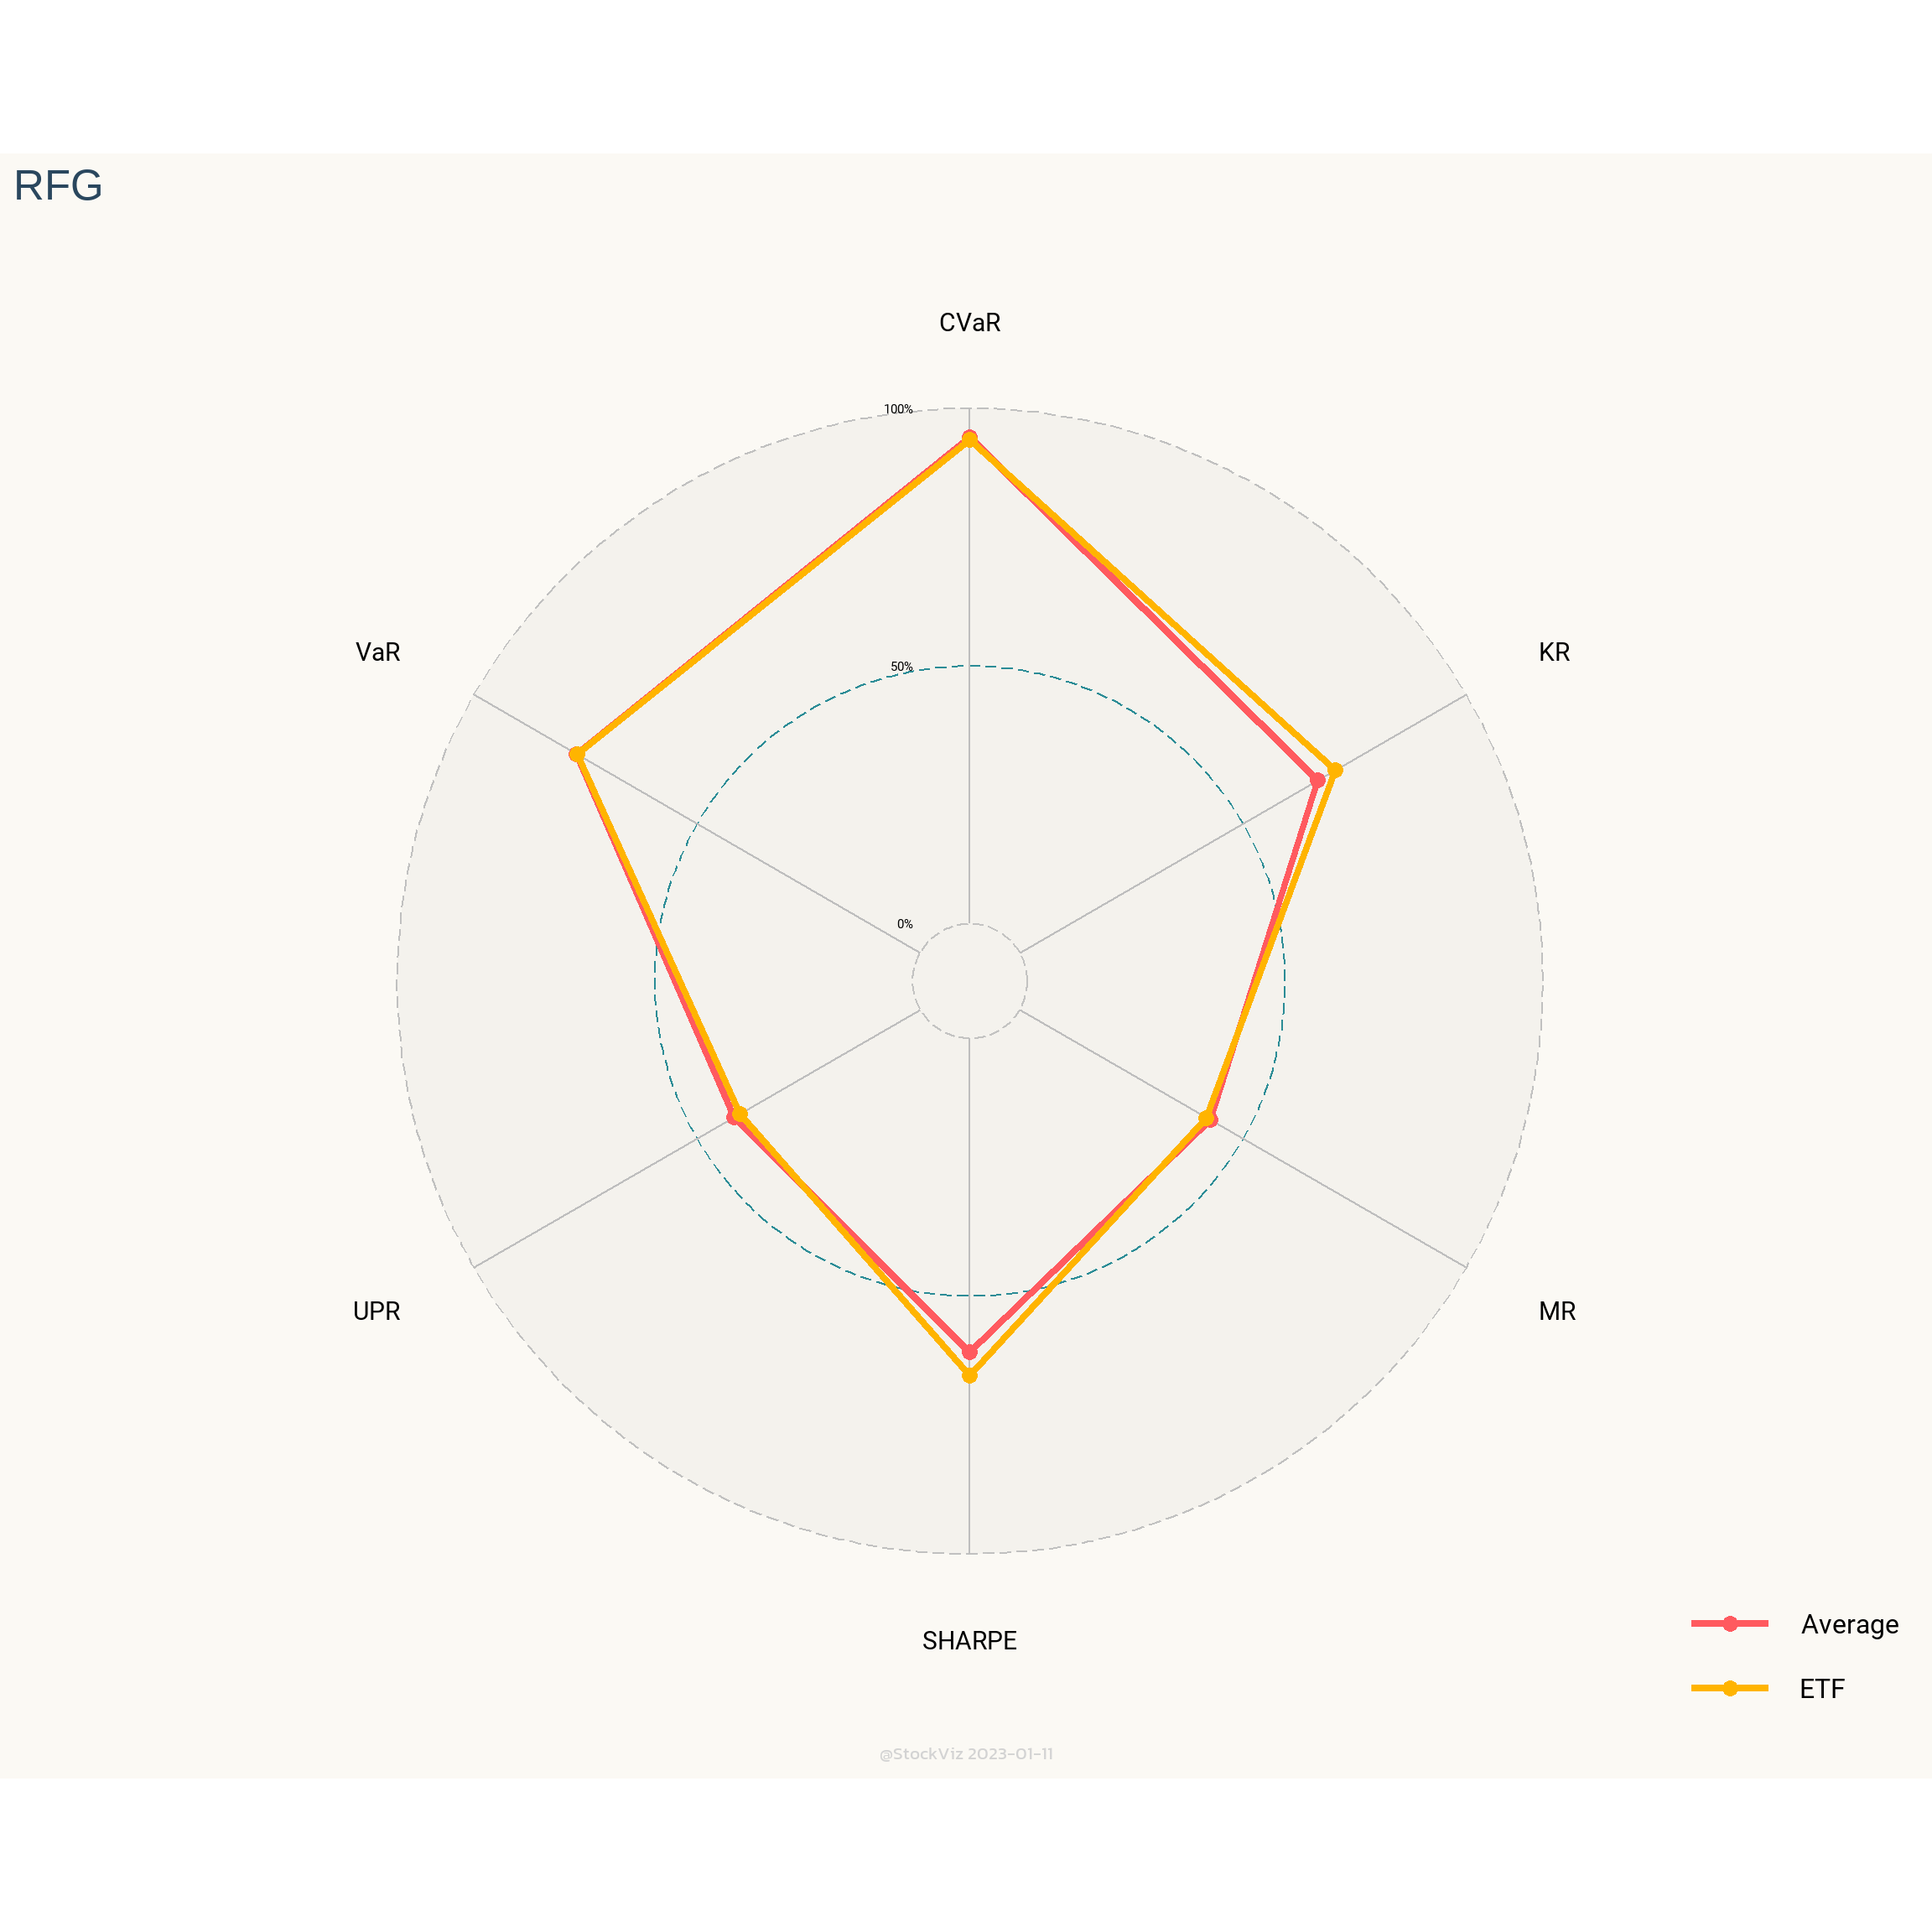 RFG
CVaR
100%
VaR
KR
50%
0%
UPR
MR
SHARPE
Average
ETF
@StockViz 2023-01-11